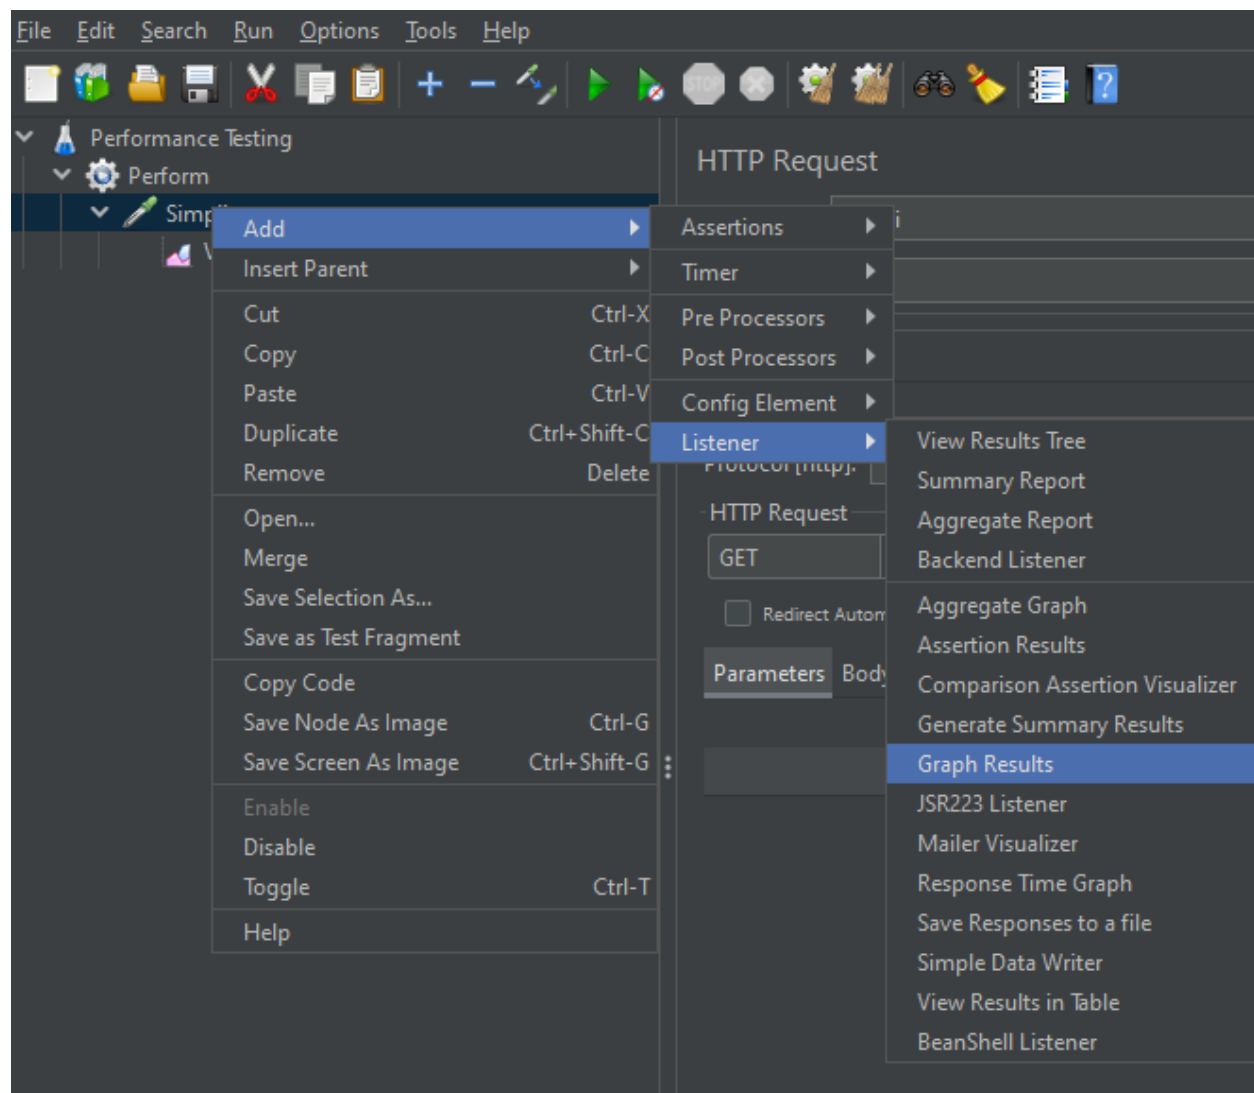 File Edit Search Run Options Tools Help
STOP
Performance Testing
Perform
HTTP Request
Add
Insert Parent
Cut Ctrl-X
Copy Ctrl-C
Paste Ctrl-V
Duplicate Ctrl+Shift-C
Remove Delete
Open...
Merge
Save Selection As...
Save as Test Fragment
Copy Code
Save Node As Image Ctrl-G
Save Screen As Image Ctrl+Shift-G
Enable
Disable
Toggle Ctrl-T
Help
Assertions
Timer
Pre Processors
Post Processors
Config Element
Listener
Protocol [http]:
HTTP Request
GET
Redirect Autom
Parameters Body
View Results Tree
Summary Report
Aggregate Report
Backend Listener
Aggregate Graph
Assertion Results
Comparison Assertion Visualizer
Generate Summary Results
Graph Results
JSR223 Listener
Mailer Visualizer
Response Time Graph
Save Responses to a file
Simple Data Writer
View Results in Table
BeanShell Listener